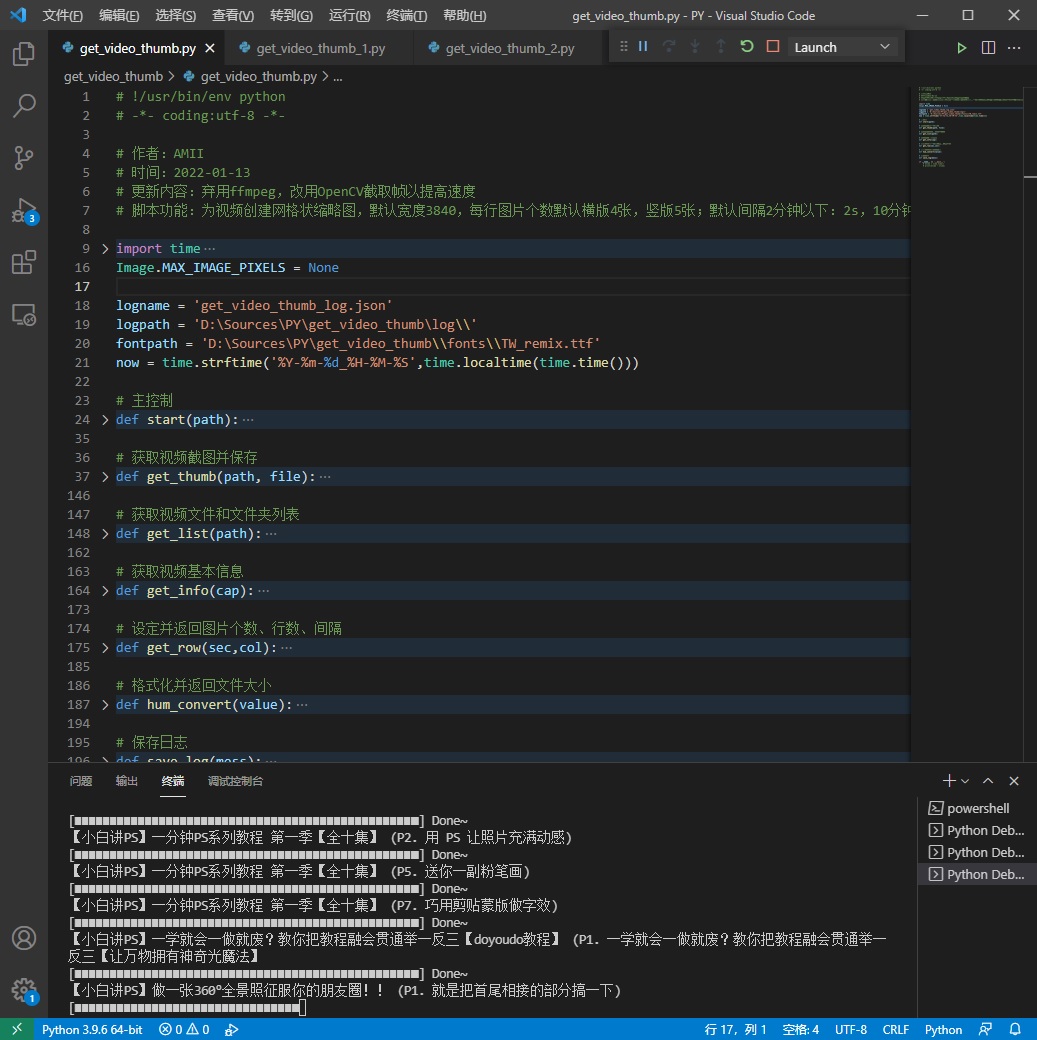 文件(F) 编辑(E) 选择(S) 查看(V) 转到(G) 运行(R) 终端(T) 帮助(H) get_video_thumb.py - PY - Visual Studio Code
get_video_thumb.py get_video_thumb_1.py get_video_thumb_2.py Launch
get_video_thumb > get_video_thumb.py > ...
1 # !/usr/bin/env python
2 # -*- coding:utf-8 -*-
3
4 # 作者：AMII
5 # 时间：2022-01-13
6 # 更新内容：弃用ffmpeg，改用OpenCV截取帧以提高速度
7 # 脚本功能：为视频创建网格状缩略图，默认宽度3840，每行图片个数默认横版4张，竖版5张；默认间隔2分钟以下：2s，10分钟
8
9 import time ···
16 Image.MAX_IMAGE_PIXELS = None
17
18 logname = 'get_video_thumb_log.json'
19 logpath = 'D:\Sources\PY\get_video_thumb\log\\'
20 fontpath = 'D:\Sources\PY\get_video_thumb\\fonts\\TW_remix.ttf'
21 now = time.strftime('%Y-%m-%d_%H-%M-%S',time.localtime(time.time()))
22
23 # 主控制
24 def start(path): ···
35
36 # 获取视频截图并保存
37 def get_thumb(path, file): ···
146
147 # 获取视频文件和文件夹列表
148 def get_list(path): ···
162
163 # 获取视频基本信息
164 def get_info(cap): ···
173
174 # 设定并返回图片个数、行数、间隔
175 def get_row(sec,col): ···
185
186 # 格式化并返回文件大小
187 def hum_convert(value): ···
194
195 # 保存日志
196 def save_log(mess): ···
问题 输出 终端 调试控制台
powershell
Python Deb...
Python Deb...
Python Deb...
[■■■■■■■■■■■■■■■■■■■■■■■■■■■■■■■■■■■■■■■■■■■■■■■■■■] Done~
【小白讲PS】一分钟PS系列教程 第一季【全十集】 (P2. 用 PS 让照片充满动感)
[■■■■■■■■■■■■■■■■■■■■■■■■■■■■■■■■■■■■■■■■■■■■■■■■■■] Done~
【小白讲PS】一分钟PS系列教程 第一季【全十集】 (P5. 送你一副粉笔画)
[■■■■■■■■■■■■■■■■■■■■■■■■■■■■■■■■■■■■■■■■■■■■■■■■■■] Done~
【小白讲PS】一分钟PS系列教程 第一季【全十集】 (P7. 巧用剪贴蒙版做字效)
[■■■■■■■■■■■■■■■■■■■■■■■■■■■■■■■■■■■■■■■■■■■■■■■■■■] Done~
【小白讲PS】一学就会一做就废？教你把教程融会贯通举一反三【doyoudo教程】 (P1. 一学就会一做就废？教你把教程融会贯通举一
反三【让万物拥有神奇光魔法】
[■■■■■■■■■■■■■■■■■■■■■■■■■■■■■■■■■■■■■■■■■■■■■■■■■■] Done~
【小白讲PS】做一张360°全景照征服你的朋友圈！！ (P1. 就是把首尾相接的部分搞一下)
[■■■■■■■■■■■■■■■■■■■■■■■■■■■■■■■■
3
1
Python 3.9.6 64-bit 0 0 行 17，列 1 空格: 4 UTF-8 CRLF Python